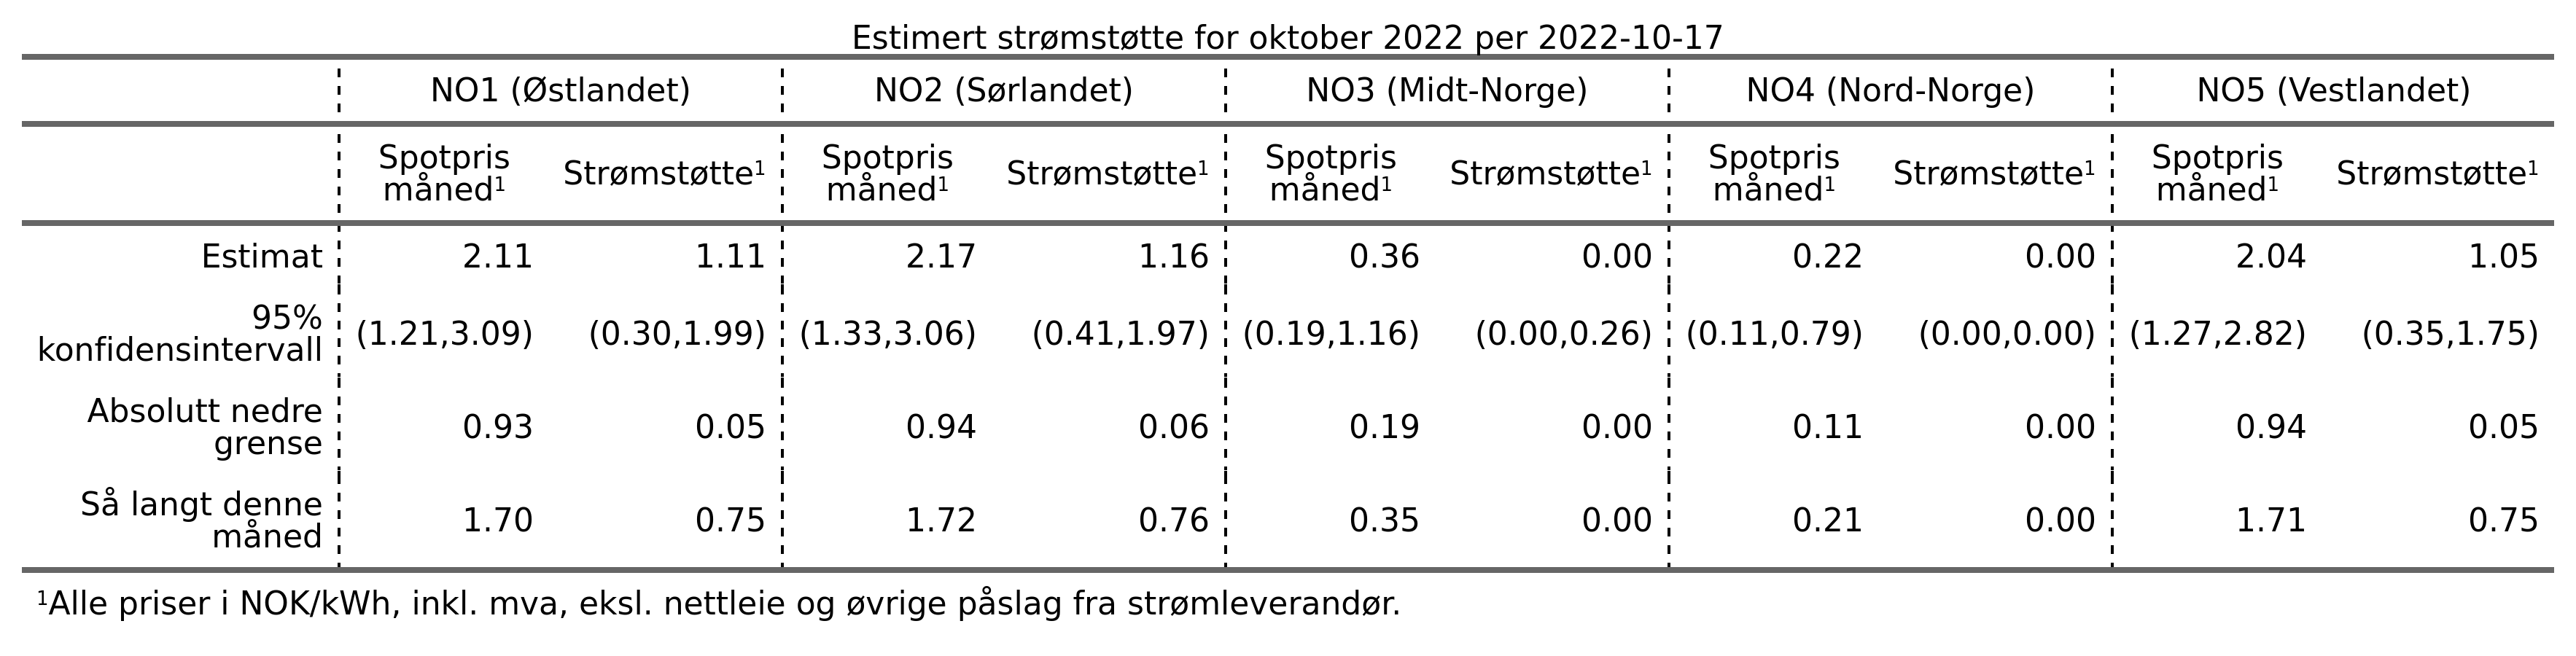 Estimert strømstøtte for oktober 2022 per 2022-10-17
NO1 (Østlandet) NO2 (Sørlandet) NO3 (Midt-Norge) NO4 (Nord-Norge) NO5 (Vestlandet)
Spotpris Spotpris Spotpris Spotpris Spotpris
Strømstøtte¹ Strømstøtte¹ Strømstøtte¹ Strømstøtte¹ Strømstøtte¹
måned¹ måned¹ måned¹ måned¹ måned¹
Estimat 2.11 1.11 2.17 1.16 0.36 0.00 0.22 0.00 2.04 1.05
95%
konfidensintervall (1.21,3.09) (0.30,1.99) (1.33,3.06) (0.41,1.97) (0.19,1.16) (0.00,0.26) (0.11,0.79) (0.00,0.00) (1.27,2.82) (0.35,1.75)
Absolutt nedre
grense 0.93 0.05 0.94 0.06 0.19 0.00 0.11 0.00 0.94 0.05
Så langt denne
måned 1.70 0.75 1.72 0.76 0.35 0.00 0.21 0.00 1.71 0.75
¹Alle priser i NOK/kWh, inkl. mva, eksl. nettleie og øvrige påslag fra strømleverandør.